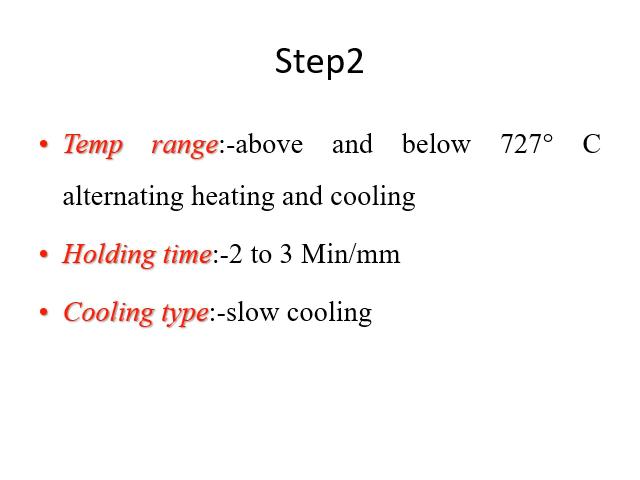 Step2
• Temp range:-above and below 727° C
alternating heating and cooling
• Holding time:-2 to 3 Min/mm
• Cooling type:-slow cooling